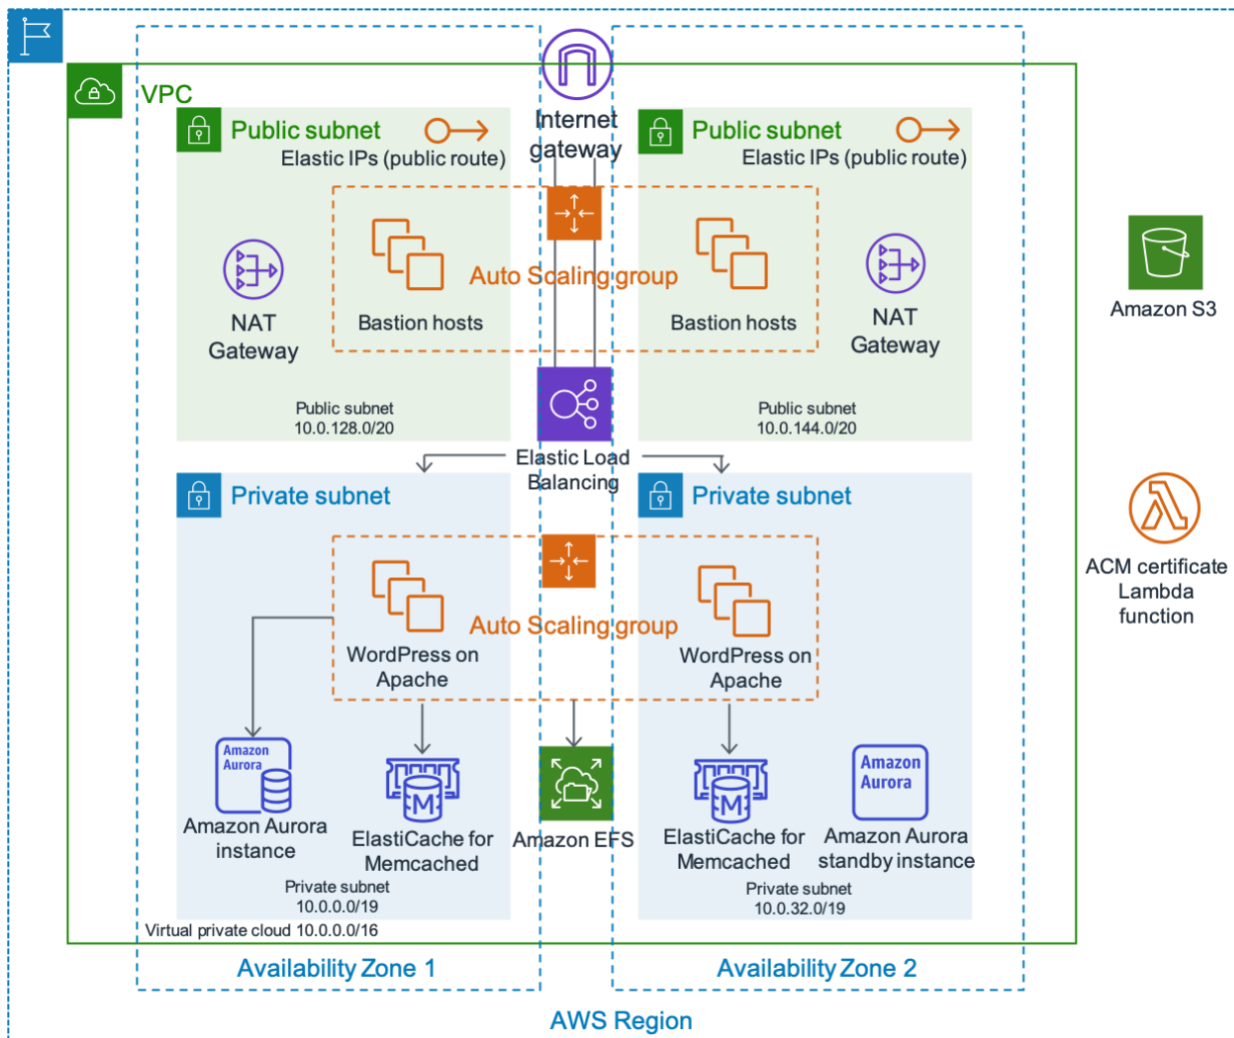 VPC
Internet
gateway
Public subnet
Elastic IPs (public route)
Public subnet
Elastic IPs (public route)
NAT
Gateway
Bastion hosts
Auto Scaling group
Bastion hosts
NAT
Gateway
Public subnet
10.0.128.0/20
Public subnet
10.0.144.0/20
Elastic Load
Balancing
Private subnet
Private subnet
WordPress on
Apache
Auto Scaling group
WordPress on
Apache
Amazon
Aurora
Amazon Aurora
instance
M
ElastiCache for
Memcached
Amazon EFS
M
ElastiCache for
Memcached
Amazon
Aurora
Amazon Aurora
standby instance
Private subnet
10.0.0.0/19
Private subnet
10.0.32.0/19
Virtual private cloud 10.0.0.0/16
Availability Zone 1
Availability Zone 2
AWS Region
Amazon S3
ACM certificate
Lambda
function